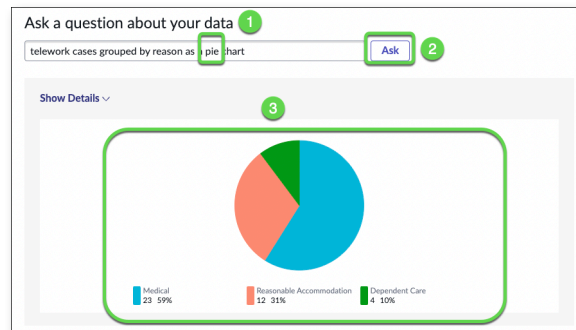 Ask a question about your data 1
telework cases grouped by reason as a pie chart Ask 2
Show Details
3
Medical
23 59%
Reasonable Accommodation
12 31%
Dependent Care
4 10%